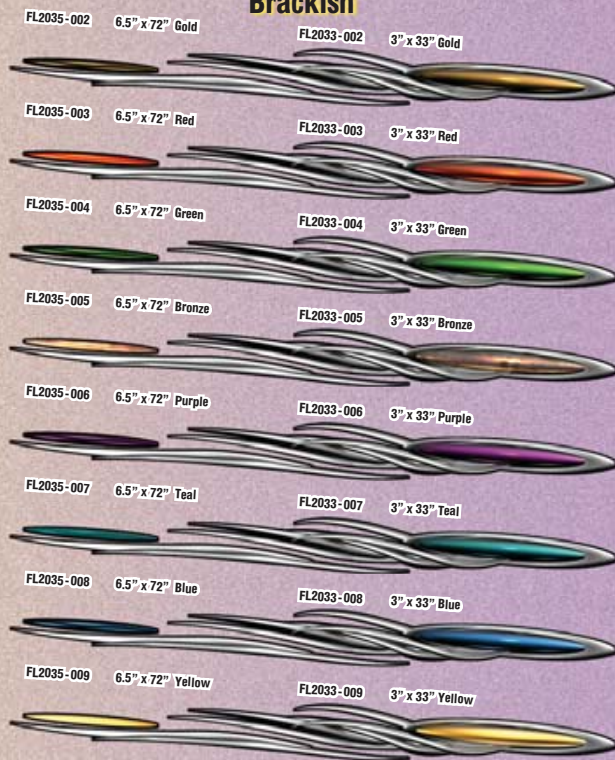 Brackish
FL2035-002 6.5" x 72" Gold FL2033-002 3" x 33" Gold
FL2035-003 6.5" x 72" Red FL2033-003 3" x 33" Red
FL2035-004 6.5" x 72" Green FL2033-004 3" x 33" Green
FL2035-005 6.5" x 72" Bronze FL2033-005 3" x 33" Bronze
FL2035-006 6.5" x 72" Purple FL2033-006 3" x 33" Purple
FL2035-007 6.5" x 72" Teal FL2033-007 3" x 33" Teal
FL2035-008 6.5" x 72" Blue FL2033-008 3" x 33" Blue
FL2035-009 6.5" x 72" Yellow FL2033-009 3" x 33" Yellow